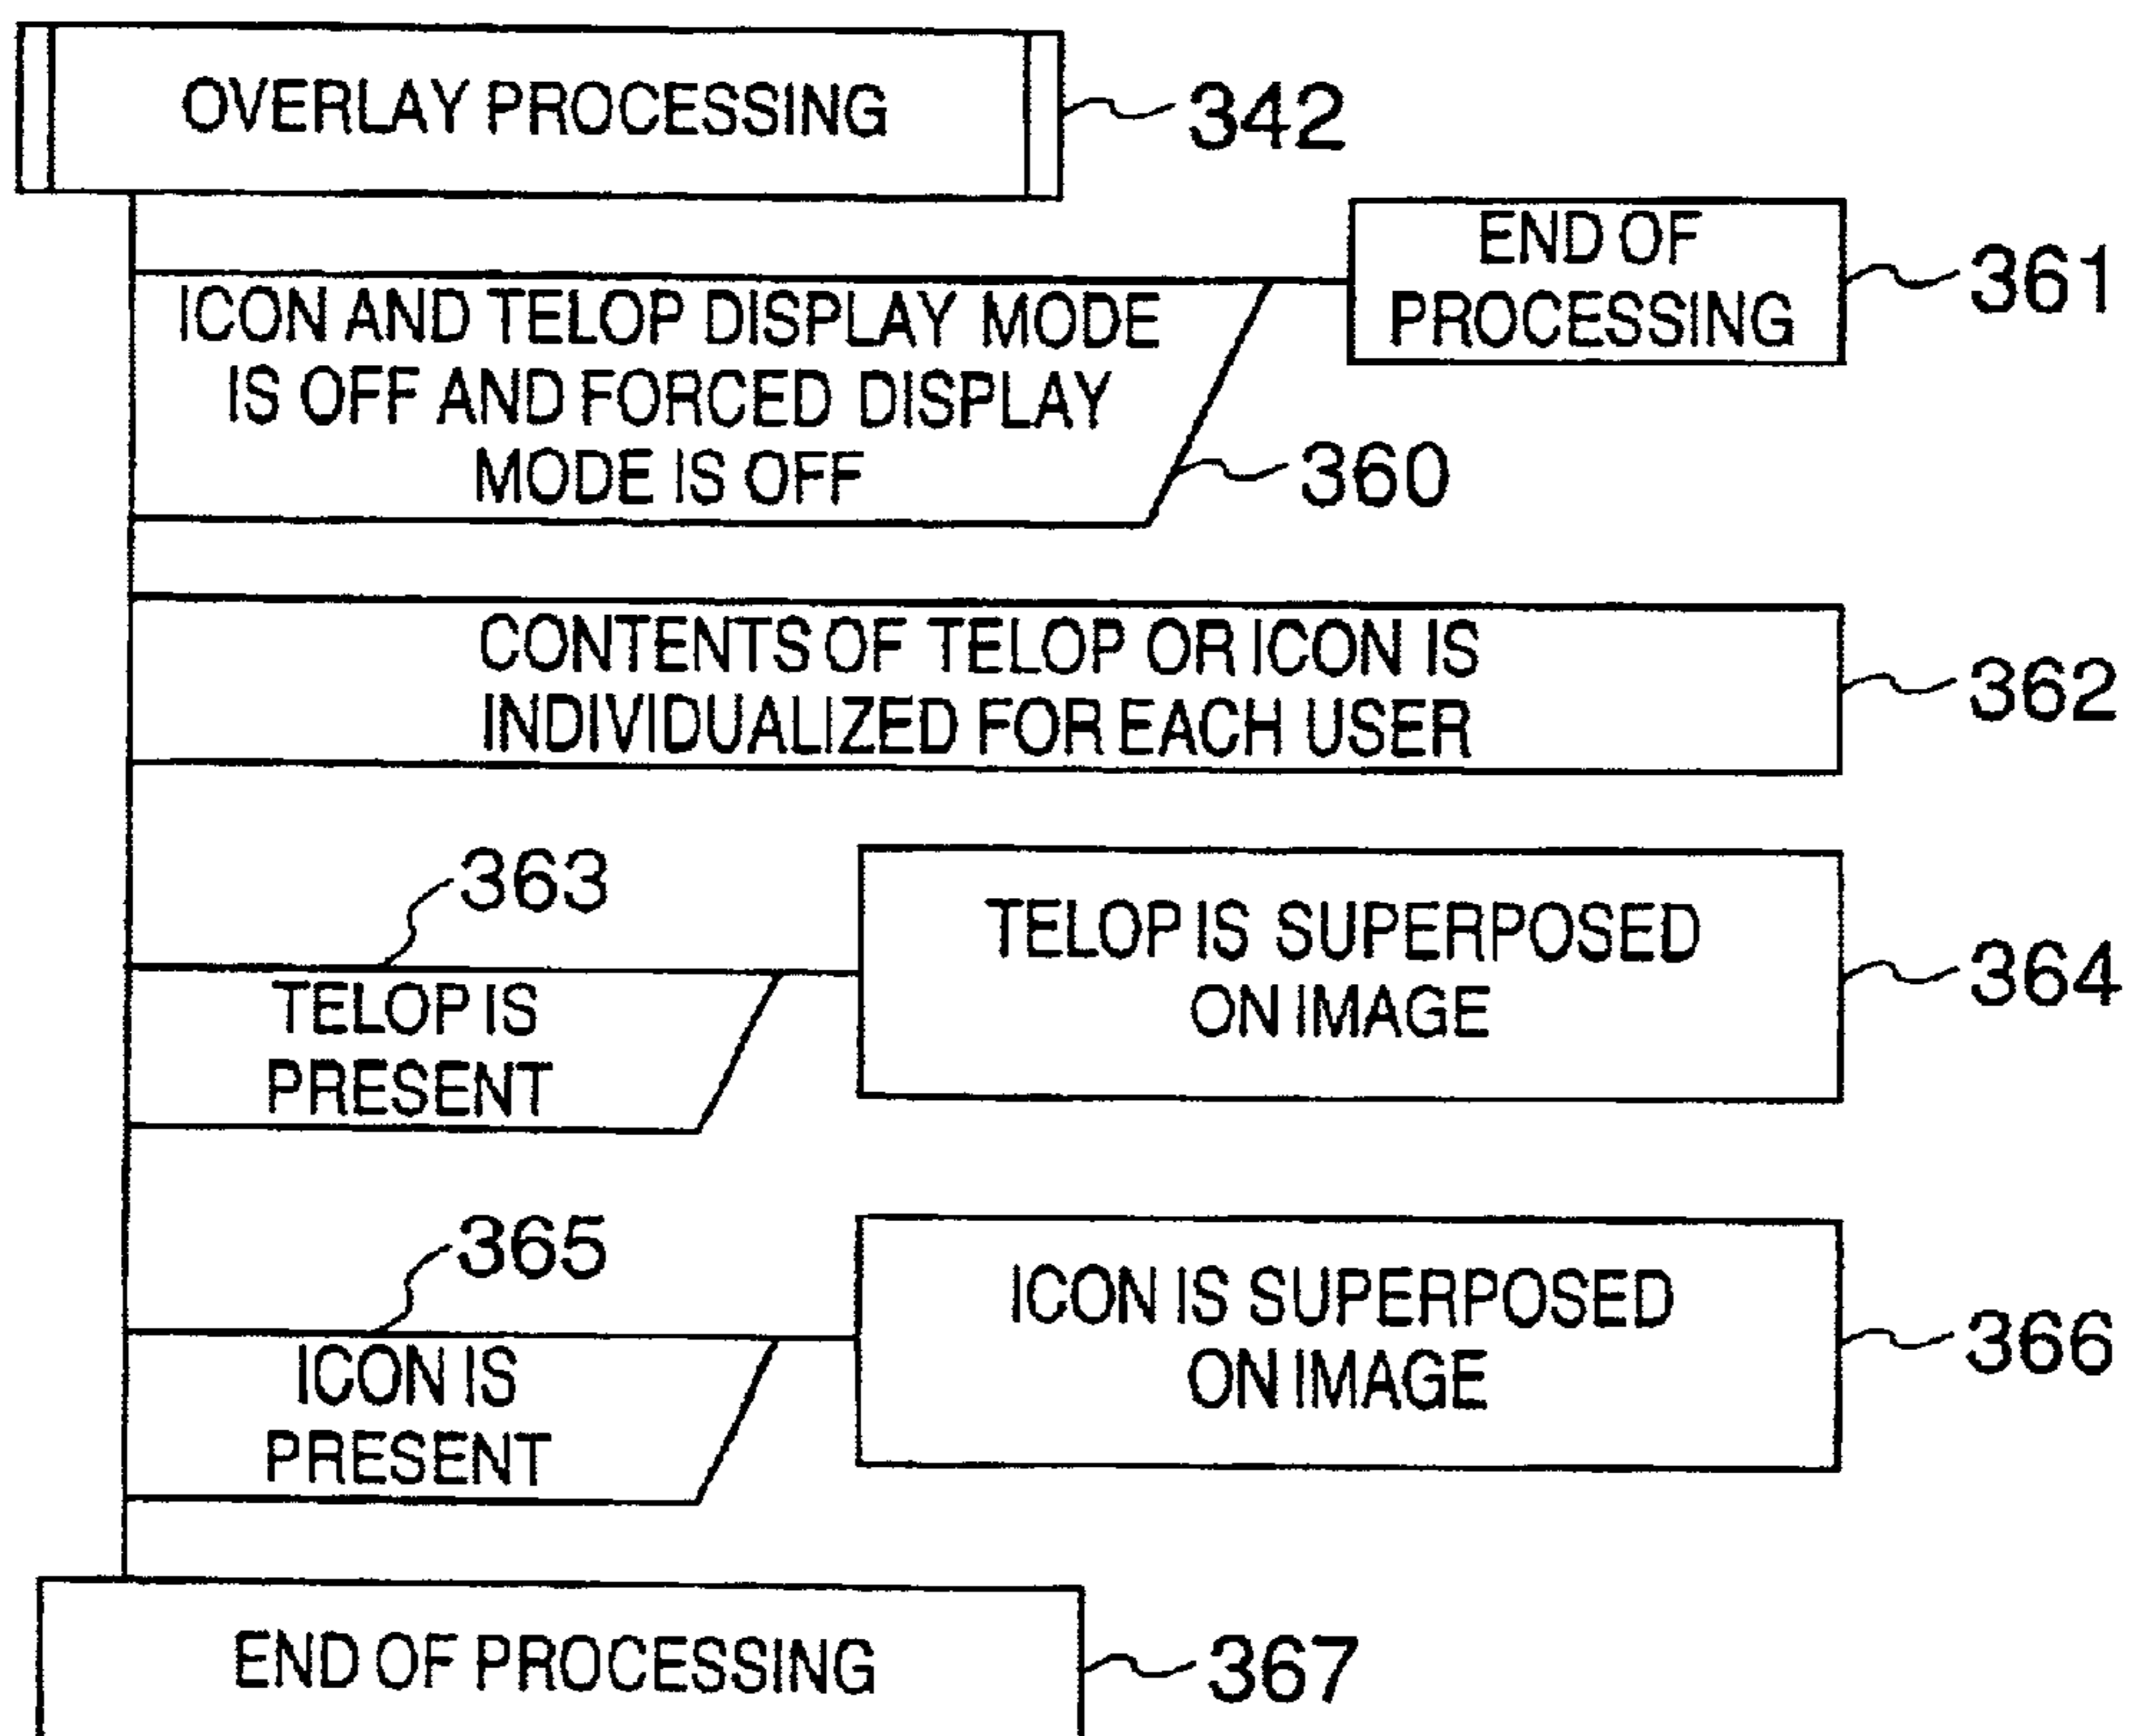 OVERLAY PROCESSING
342
END OF
PROCESSING
361
ICON AND TELOP DISPLAY MODE
IS OFF AND FORCED DISPLAY
MODE IS OFF
360
CONTENTS OF TELOP OR ICON IS
INDIVIDUALIZED FOR EACH USER
362
363
TELOP IS
PRESENT
TELOP IS SUPERPOSED
ON IMAGE
364
365
ICON IS
PRESENT
ICON IS SUPERPOSED
ON IMAGE
366
END OF PROCESSING
367